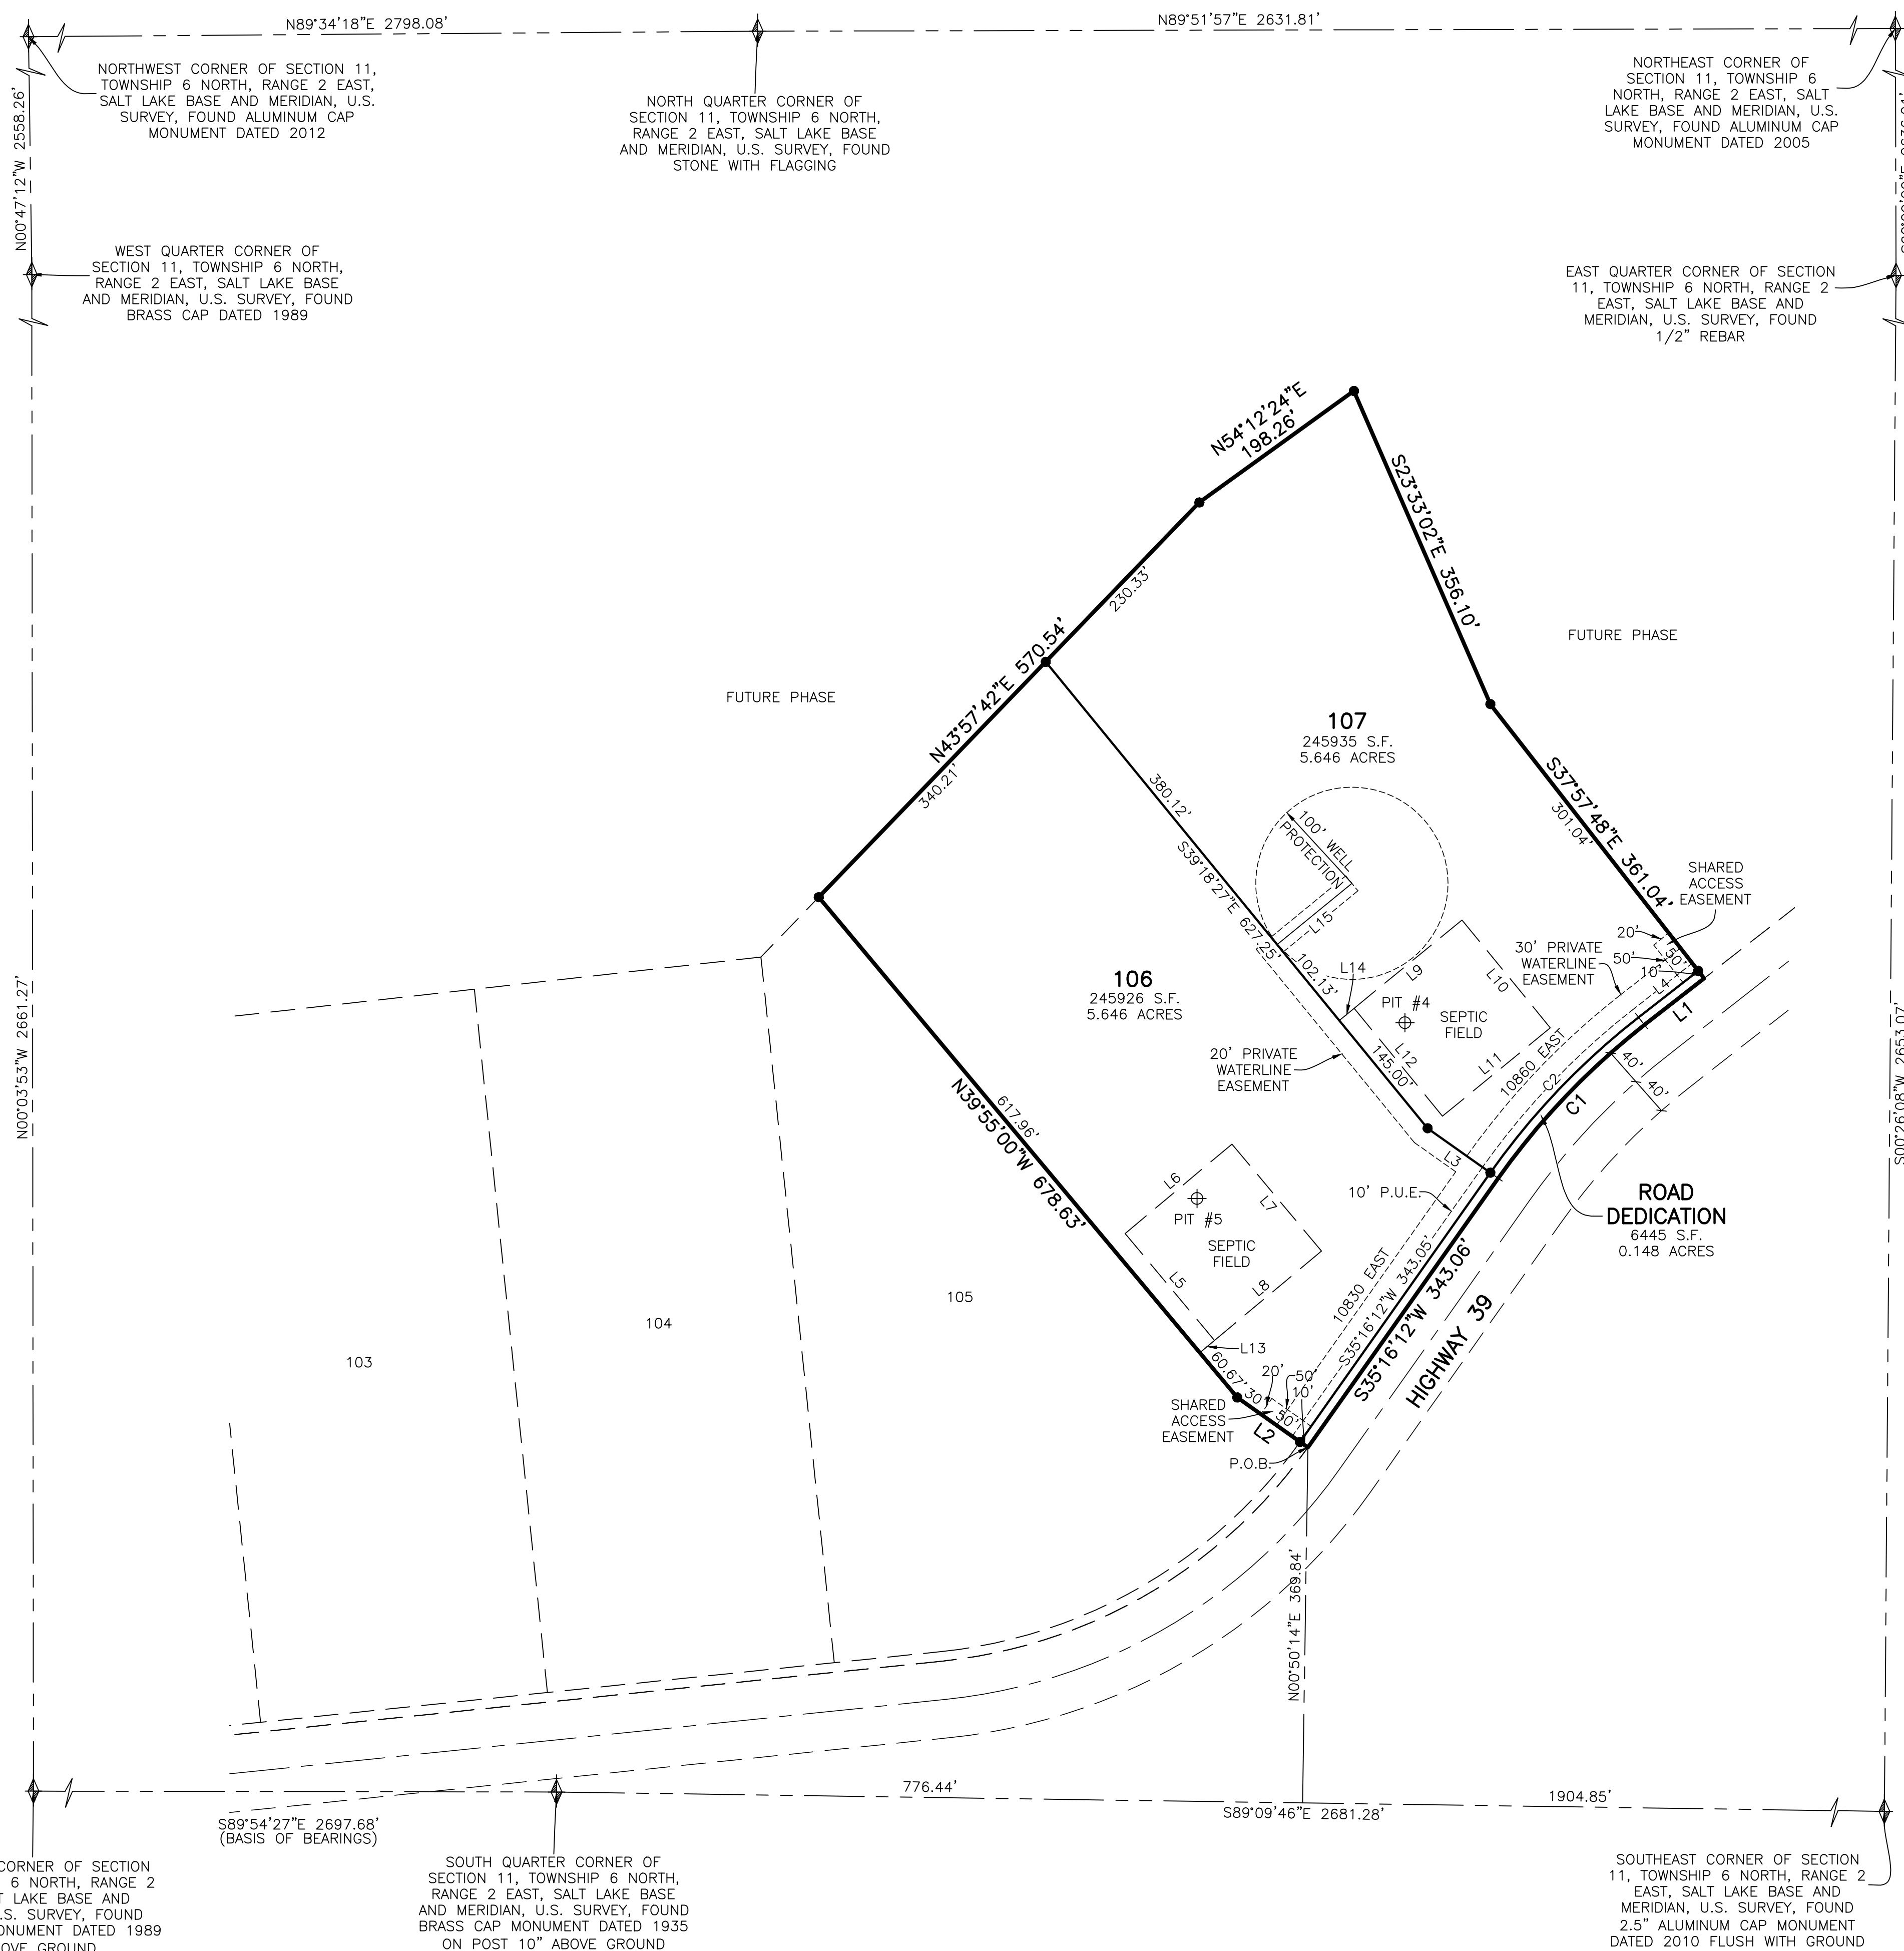 N89°34'18"E 2798.08'
N89°51'57"E 2631.81'
NORTHWEST CORNER OF SECTION 11,
TOWNSHIP 6 NORTH, RANGE 2 EAST,
SALT LAKE BASE AND MERIDIAN, U.S.
SURVEY, FOUND ALUMINUM CAP
MONUMENT DATED 2012
NORTH QUARTER CORNER OF
SECTION 11, TOWNSHIP 6 NORTH,
RANGE 2 EAST, SALT LAKE BASE
AND MERIDIAN, U.S. SURVEY, FOUND
STONE WITH FLAGGING
NORTHEAST CORNER OF
SECTION 11, TOWNSHIP 6
NORTH, RANGE 2 EAST, SALT
LAKE BASE AND MERIDIAN, U.S.
SURVEY, FOUND ALUMINUM CAP
MONUMENT DATED 2005
N00°47'12"W 2558.26'
WEST QUARTER CORNER OF
SECTION 11, TOWNSHIP 6 NORTH,
RANGE 2 EAST, SALT LAKE BASE
AND MERIDIAN, U.S. SURVEY, FOUND
BRASS CAP DATED 1989
EAST QUARTER CORNER OF SECTION
11, TOWNSHIP 6 NORTH, RANGE 2
EAST, SALT LAKE BASE AND
MERIDIAN, U.S. SURVEY, FOUND
1/2" REBAR
N54°12'24"E
198.26'
S23°33'02"E 356.10'
230.33'
FUTURE PHASE
N43°57'42"E 570.54'
340.21'
FUTURE PHASE
107
245935 S.F.
5.646 ACRES
S37°57'48"E 361.04'
301.04'
380.12'
S39°18'27"E 627.25'
100' WELL
PROTECTION
L15
102.13'
SHARED
ACCESS
EASEMENT
20'
50'
50'
10'
30' PRIVATE
WATERLINE
EASEMENT
L4
L1
106
245926 S.F.
5.646 ACRES
L14
L9
L10
PIT #4
SEPTIC
FIELD
L12
L11
145.00'
20' PRIVATE
WATERLINE
EASEMENT
10860 EAST
C2
C1
40'
40'
N00°03'53"W 2661.27'
S00°26'08"W 2653.07'
617.96'
N39°55'00"W 678.63'
L3
10' P.U.E.
ROAD
DEDICATION
6445 S.F.
0.148 ACRES
L6
L7
PIT #5
SEPTIC
FIELD
L5
L8
L13
10830 EAST
S35°16'12"W 343.05'
S35°16'12"W 343.06'
HIGHWAY 39
103
104
105
60.67'
30'
20'
50'
10'
50'
SHARED
ACCESS
EASEMENT
L2
P.O.B.
N00°50'14"E 369.84'
776.44'
1904.85'
S89°09'46"E 2681.28'
S89°54'27"E 2697.68'
(BASIS OF BEARINGS)
CORNER OF SECTION
6 NORTH, RANGE 2
LAKE BASE AND
SURVEY, FOUND
DATED 1989
GROUND
SOUTH QUARTER CORNER OF
SECTION 11, TOWNSHIP 6 NORTH,
RANGE 2 EAST, SALT LAKE BASE
AND MERIDIAN, U.S. SURVEY, FOUND
BRASS CAP MONUMENT DATED 1935
ON POST 10" ABOVE GROUND
SOUTHEAST CORNER OF SECTION
11, TOWNSHIP 6 NORTH, RANGE 2
EAST, SALT LAKE BASE AND
MERIDIAN, U.S. SURVEY, FOUND
2.5" ALUMINUM CAP MONUMENT
DATED 2010 FLUSH WITH GROUND